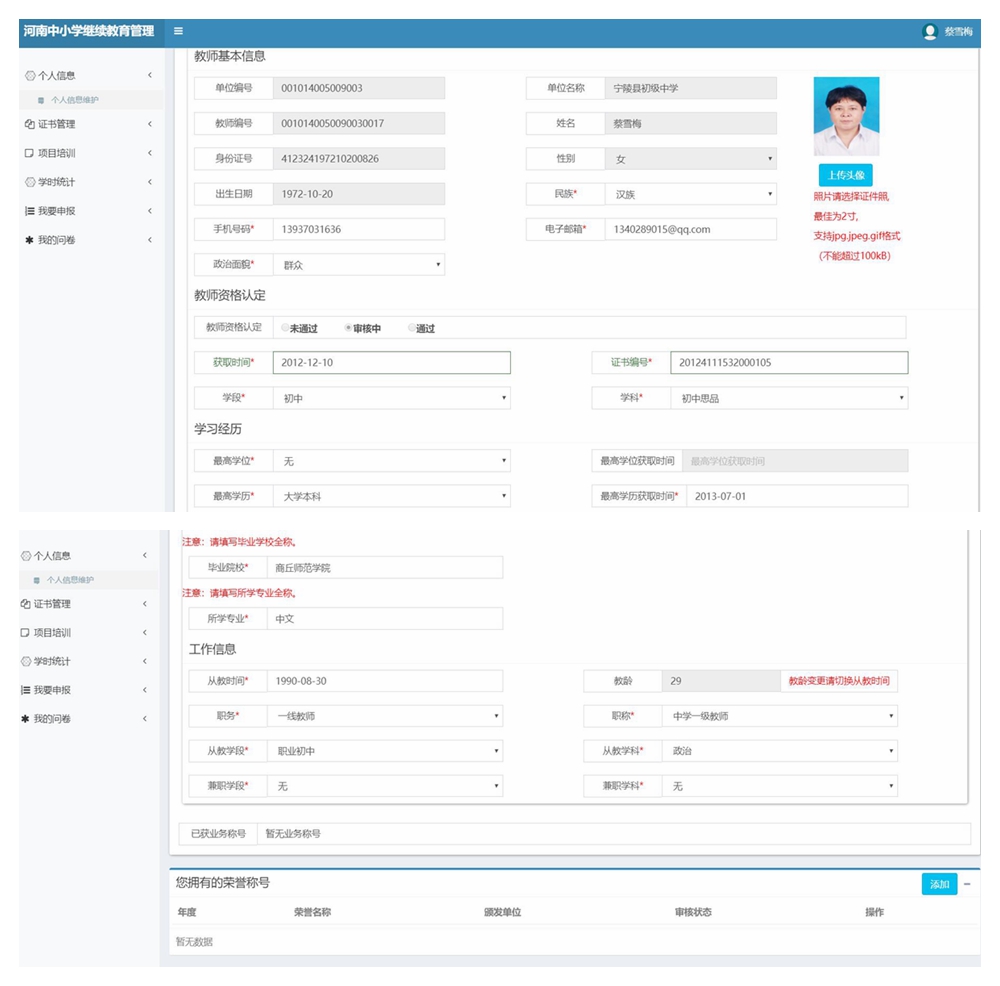 河南中小学继续教育管理
蔡雪梅
教师基本信息
个人信息
个人信息维护
证书管理
项目培训
学时统计
我要申报
我的问卷
单位编号 001014005009003 单位名称 宁陵县初级中学
教师编号 0010140050090030017 姓名 蔡雪梅
身份证号 412324197210200826 性别 女
出生日期 1972-10-20 民族* 汉族
手机号码* 13937031636 电子邮箱* 1340289015@qq.com
政治面貌* 群众
上传头像
照片请选择证件照,
最佳为2寸,
支持jpg.jpeg.gif格式
(不能超过100kB)
教师资格认定
教师资格认定 未通过 审核中 通过
获取时间* 2012-12-10 证书编号* 20124111532000105
学段* 初中 学科* 初中思品
学习经历
最高学位* 无 最高学位获取时间 最高学位获取时间
最高学历* 大学本科 最高学历获取时间* 2013-07-01
个人信息
个人信息维护
证书管理
项目培训
学时统计
我要申报
我的问卷
注意：请填写毕业学校全称。
毕业院校* 商丘师范学院
注意：请填写所学专业全称。
所学专业* 中文
工作信息
从教时间* 1990-08-30 教龄 29 教龄变更请切换从教时间
职务* 一线教师 职称* 中学一级教师
从教学段* 职业初中 从教学科* 政治
兼职学段* 无 兼职学科* 无
已获业务称号 暂无业务称号
您拥有的荣誉称号 添加
年度 荣誉名称 颁发单位 审核状态 操作
暂无数据